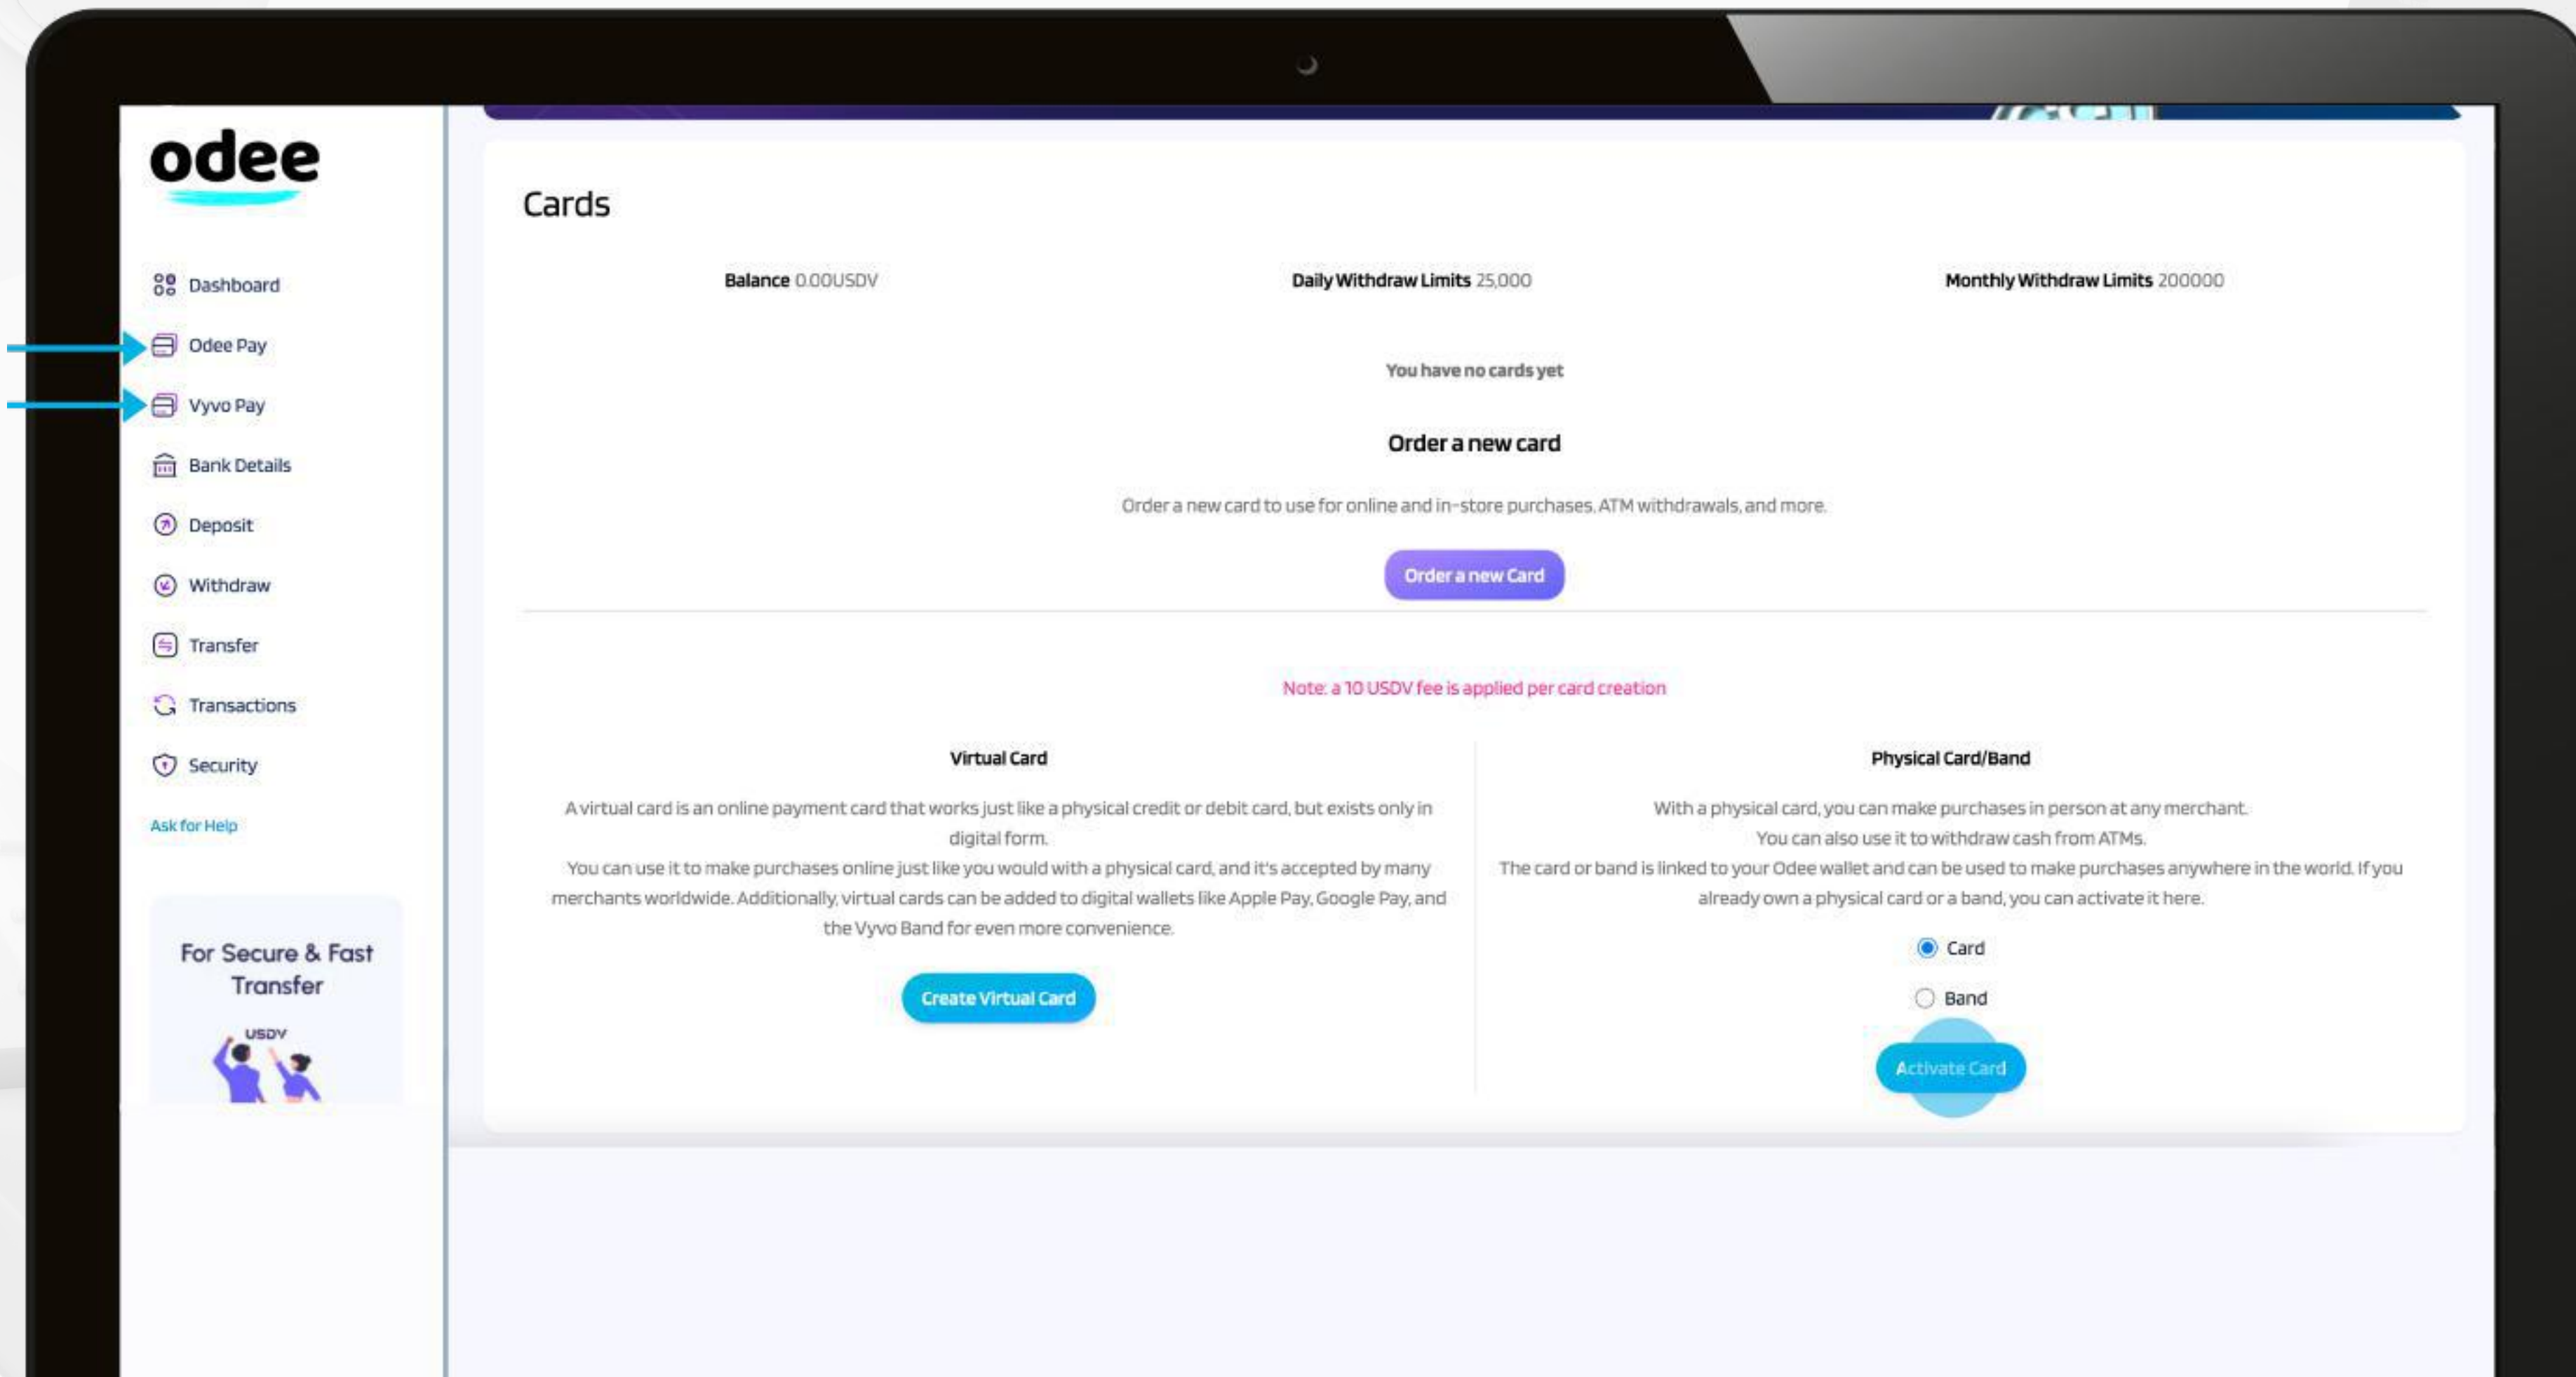 odee
Dashboard
Odee Pay
Vyvo Pay
Bank Details
Deposit
Withdraw
Transfer
Transactions
Security
Ask for Help
For Secure & Fast
Transfer
USDV
Cards
Balance 0.00USDV
Daily Withdraw Limits 25,000
Monthly Withdraw Limits 200000
You have no cards yet
Order a new card
Order a new card to use for online and in-store purchases, ATM withdrawals, and more.
Order a new Card
Note: a 10 USDV fee is applied per card creation
Virtual Card
A virtual card is an online payment card that works just like a physical credit or debit card, but exists only in
digital form.
You can use it to make purchases online just like you would with a physical card, and it's accepted by many
merchants worldwide. Additionally, virtual cards can be added to digital wallets like Apple Pay, Google Pay, and
the Vyvo Band for even more convenience.
Create Virtual Card
Physical Card/Band
With a physical card, you can make purchases in person at any merchant.
You can also use it to withdraw cash from ATMs.
The card or band is linked to your Odee wallet and can be used to make purchases anywhere in the world. If you
already own a physical card or a band, you can activate it here.
Card
Band
Activate Card